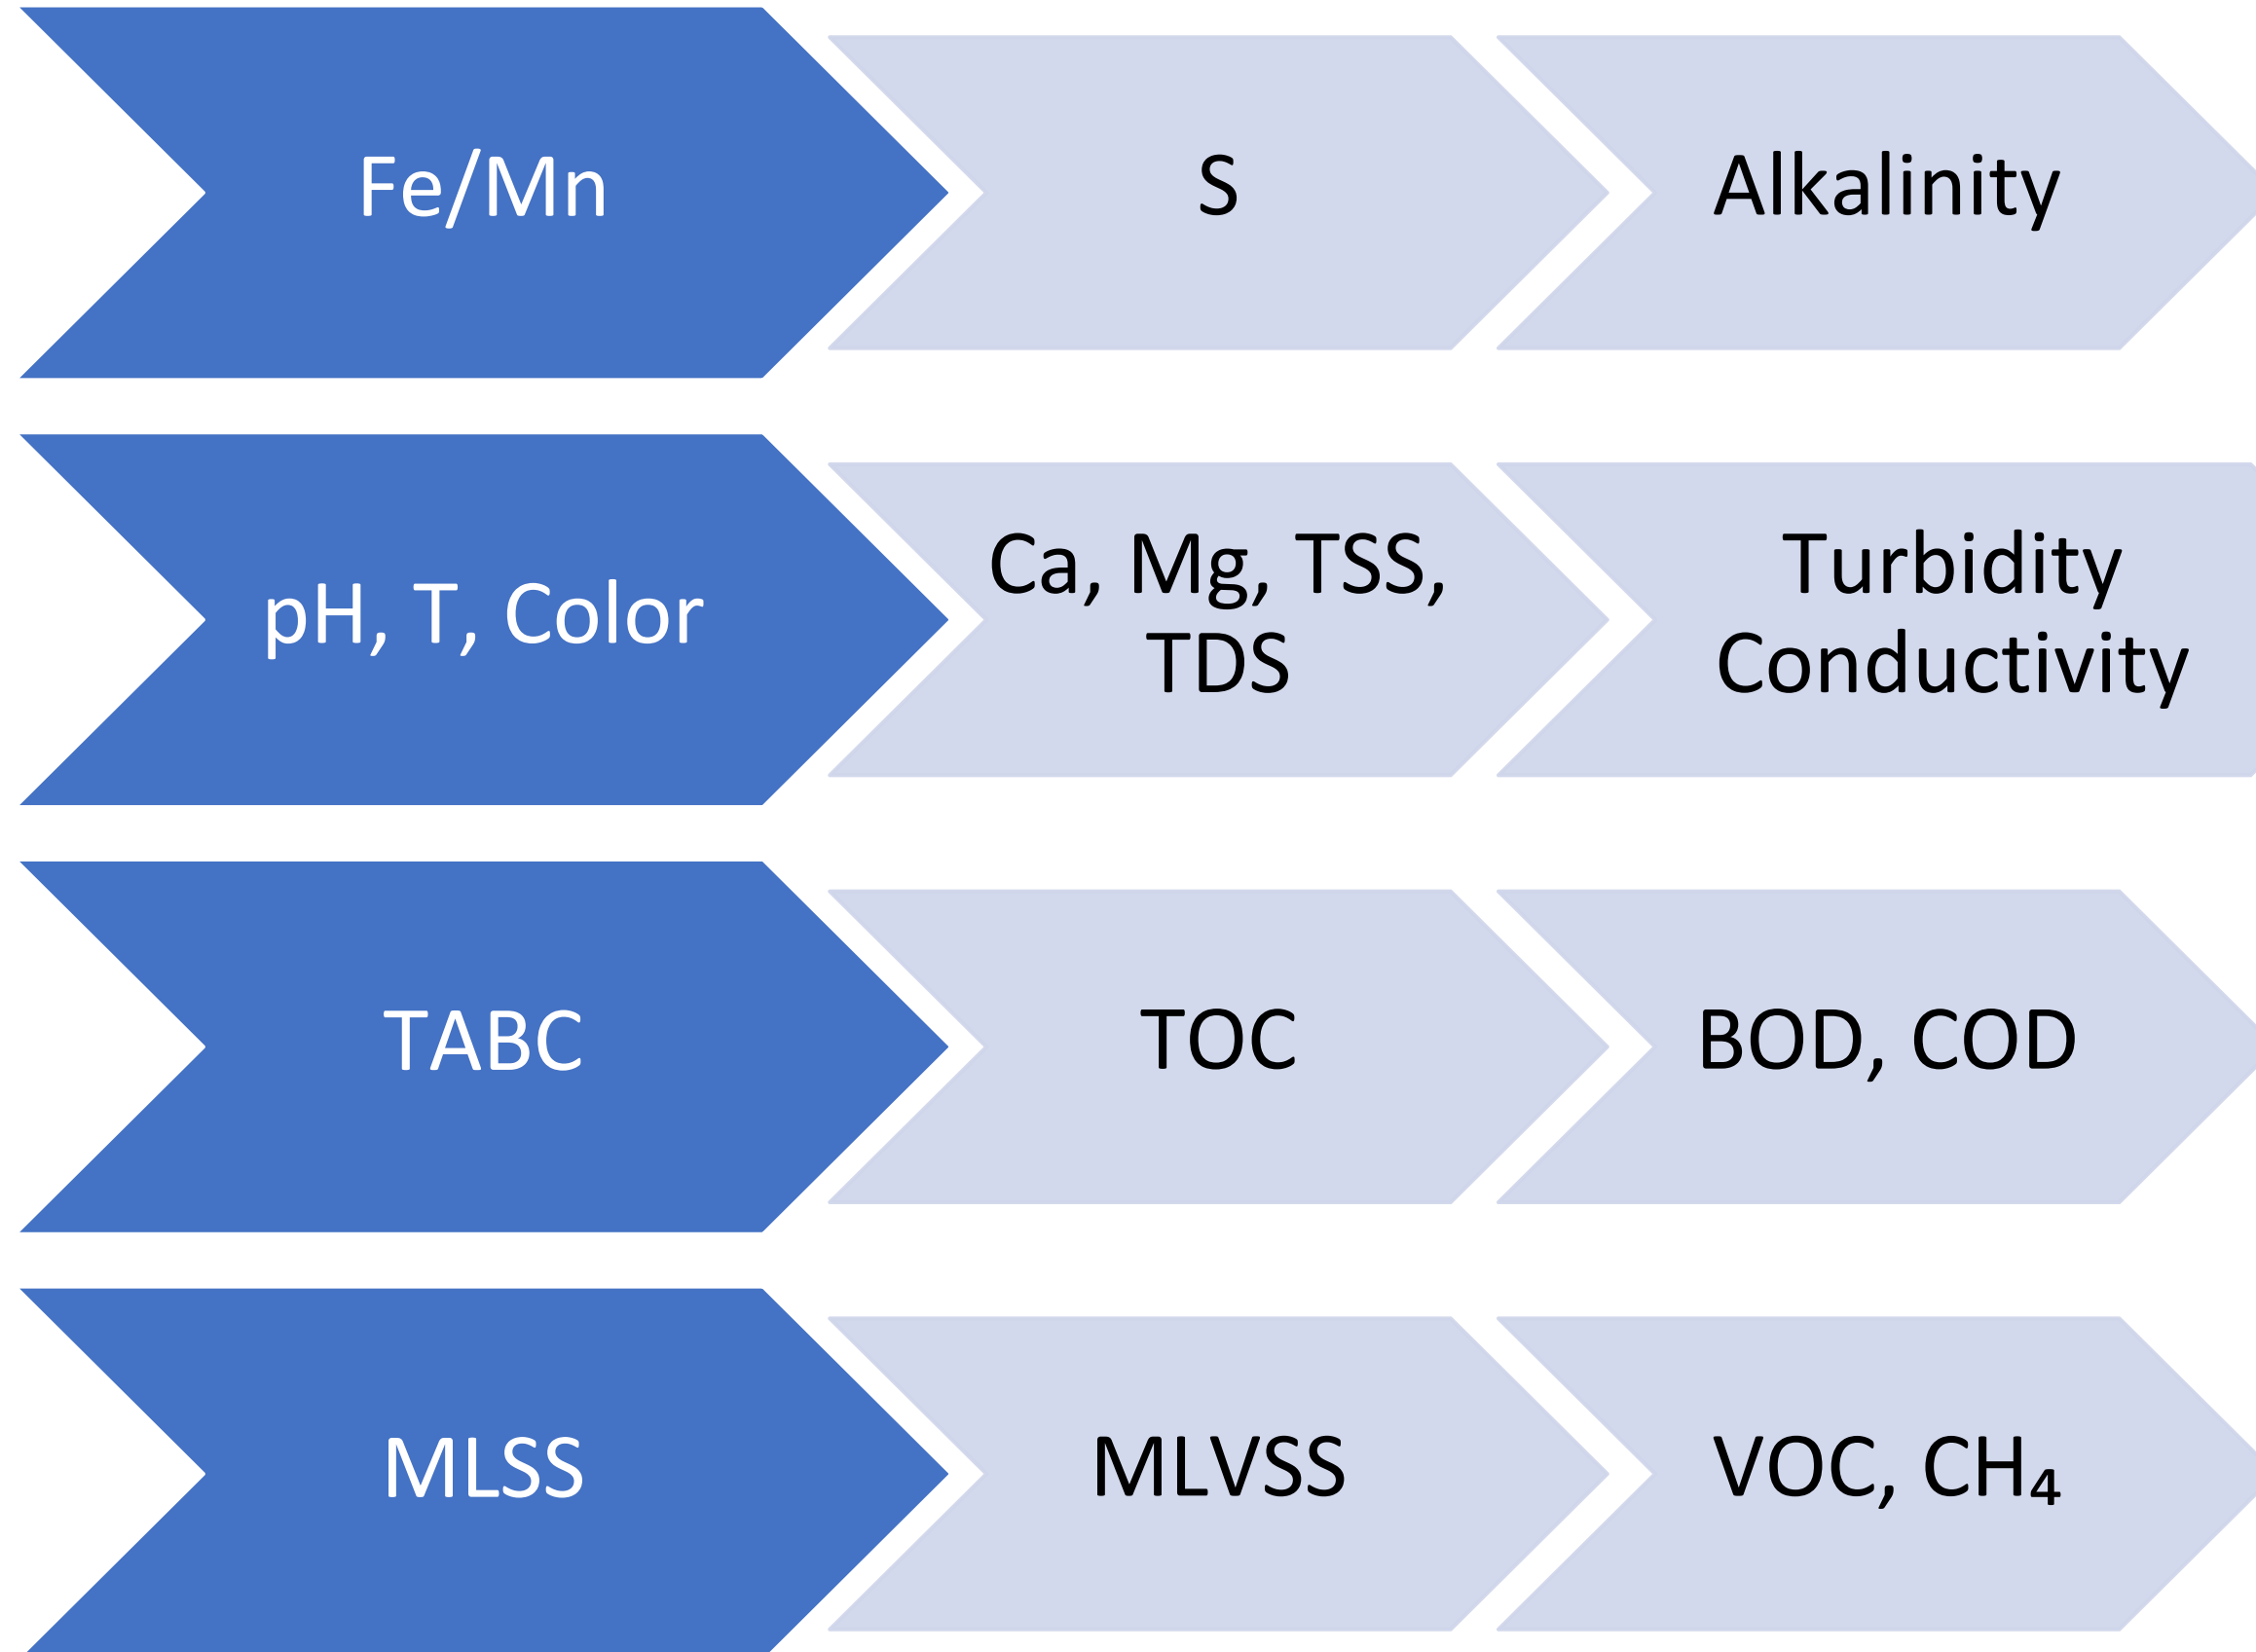 Fe/Mn
S
Alkalinity
pH, T, Color
Ca, Mg, TSS,
TDS
Turbidity
Conductivity
TABC
TOC
BOD, COD
MLSS
MLVSS
VOC, CH₄